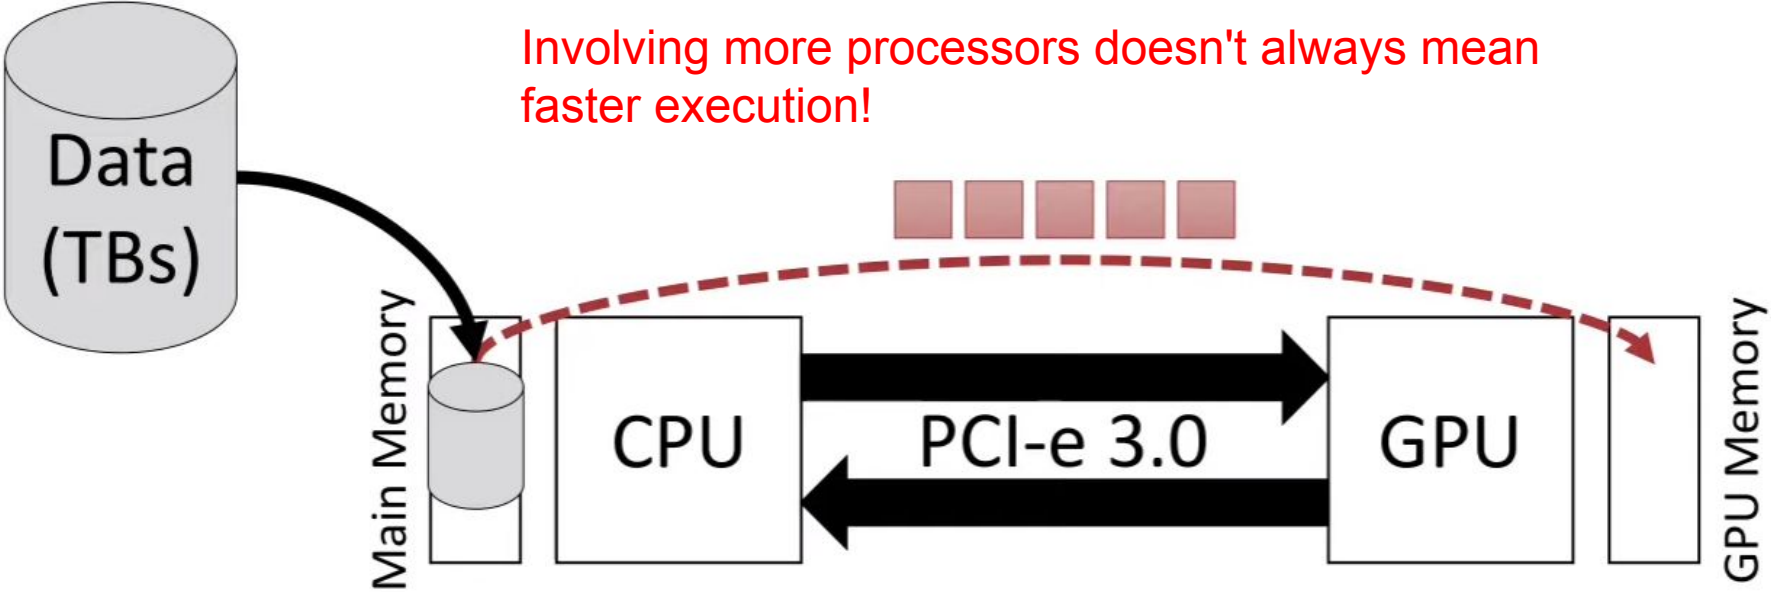 Involving more processors doesn't always mean
faster execution!
Data
(TBs)
Main Memory
CPU
PCI-e 3.0
GPU
GPU Memory